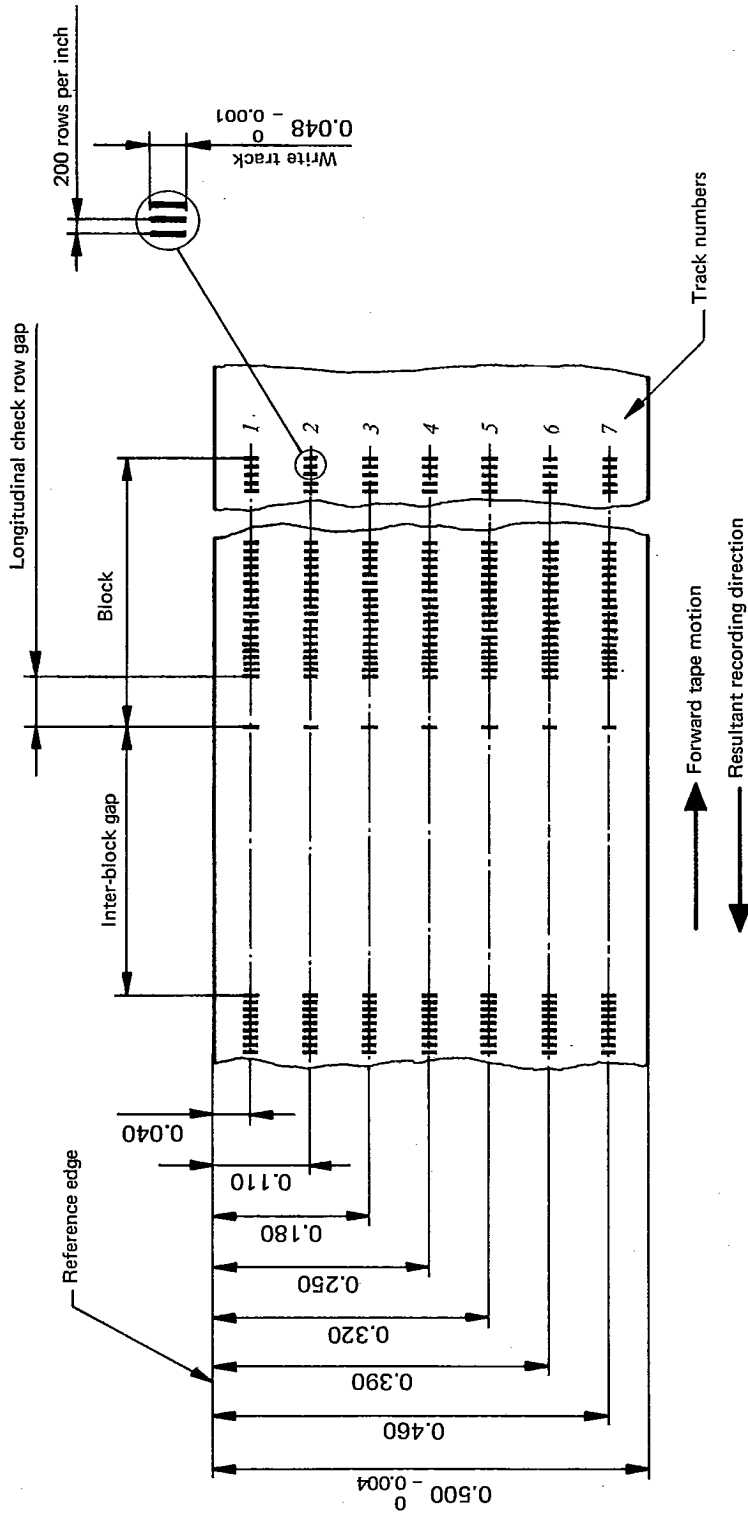 200 rows per inch
Write track
0.048 0
- 0.001
Longitudinal check row gap
Block
Inter-block gap
Reference edge
1
2
3
4
5
6
7
Track numbers
0.040
0.110
0.180
0.250
0.320
0.390
0.460
0.500 0
- 0.004
Forward tape motion
Resultant recording direction